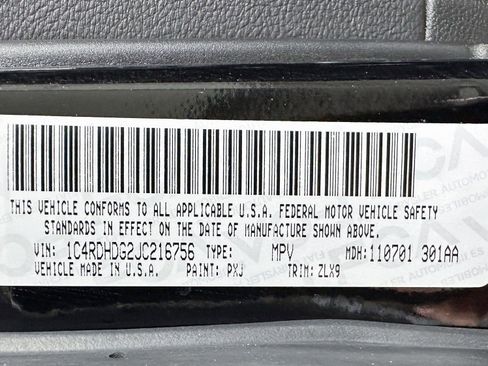 THIS VEHICLE CONFORMS TO ALL APPLICABLE U.S.A. FEDERAL MOTOR VEHICLE SAFETY
STANDARDS IN EFFECT ON THE DATE OF MANUFACTURE SHOWN ABOVE.
VIN: 1C4RDHDG2JC216756 TYPE: MPV MDH:110701 301AA
VEHICLE MADE IN U.S.A. PAINT: PXJ TRIM:ZLX9